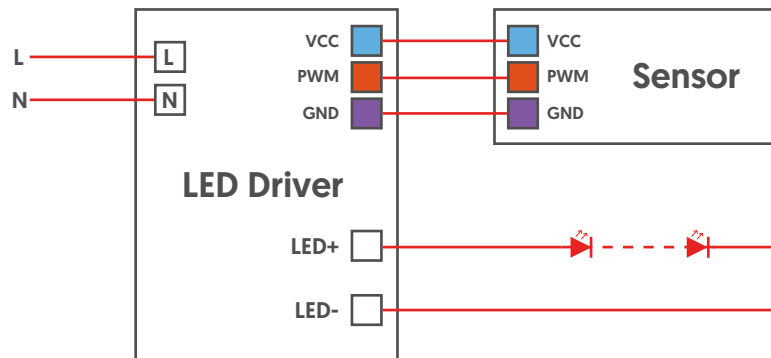 L
L
N
N
VCC
PWM
GND
LED Driver
LED+
LED-
VCC
PWM
GND
Sensor